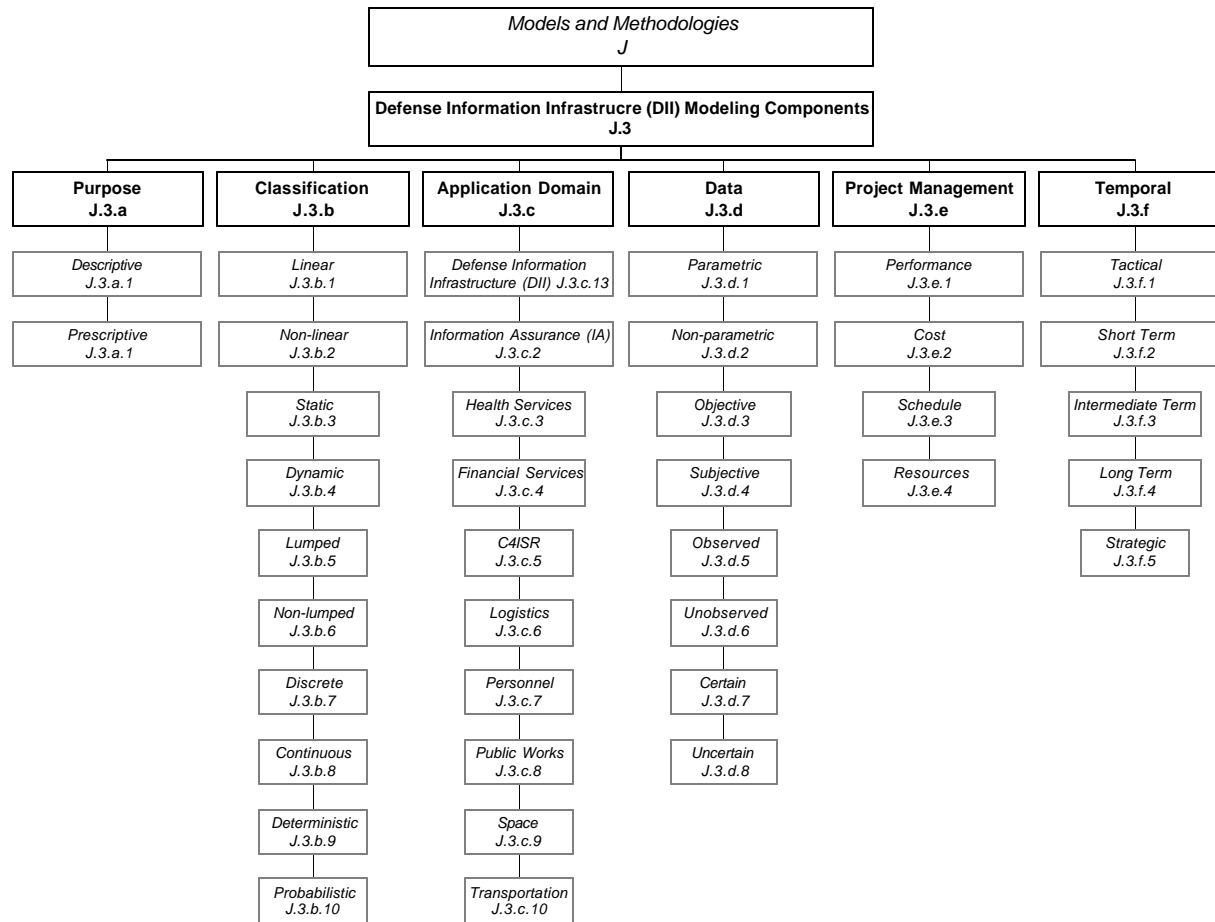 Models and Methodologies
J
Defense Information Infrastrucre (DII) Modeling Components
J.3
Purpose
J.3.a
Descriptive
J.3.a.1
Prescriptive
J.3.a.1
Classification
J.3.b
Linear
J.3.b.1
Non-linear
J.3.b.2
Static
J.3.b.3
Dynamic
J.3.b.4
Lumped
J.3.b.5
Non-lumped
J.3.b.6
Discrete
J.3.b.7
Continuous
J.3.b.8
Deterministic
J.3.b.9
Probabilistic
J.3.b.10
Application Domain
J.3.c
Defense Information
Infrastructure (DII) J.3.c.13
Information Assurance (IA)
J.3.c.2
Health Services
J.3.c.3
Financial Services
J.3.c.4
C4ISR
J.3.c.5
Logistics
J.3.c.6
Personnel
J.3.c.7
Public Works
J.3.c.8
Space
J.3.c.9
Transportation
J.3.c.10
Data
J.3.d
Parametric
J.3.d.1
Non-parametric
J.3.d.2
Objective
J.3.d.3
Subjective
J.3.d.4
Observed
J.3.d.5
Unobserved
J.3.d.6
Certain
J.3.d.7
Uncertain
J.3.d.8
Project Management
J.3.e
Performance
J.3.e.1
Cost
J.3.e.2
Schedule
J.3.e.3
Resources
J.3.e.4
Temporal
J.3.f
Tactical
J.3.f.1
Short Term
J.3.f.2
Intermediate Term
J.3.f.3
Long Term
J.3.f.4
Strategic
J.3.f.5